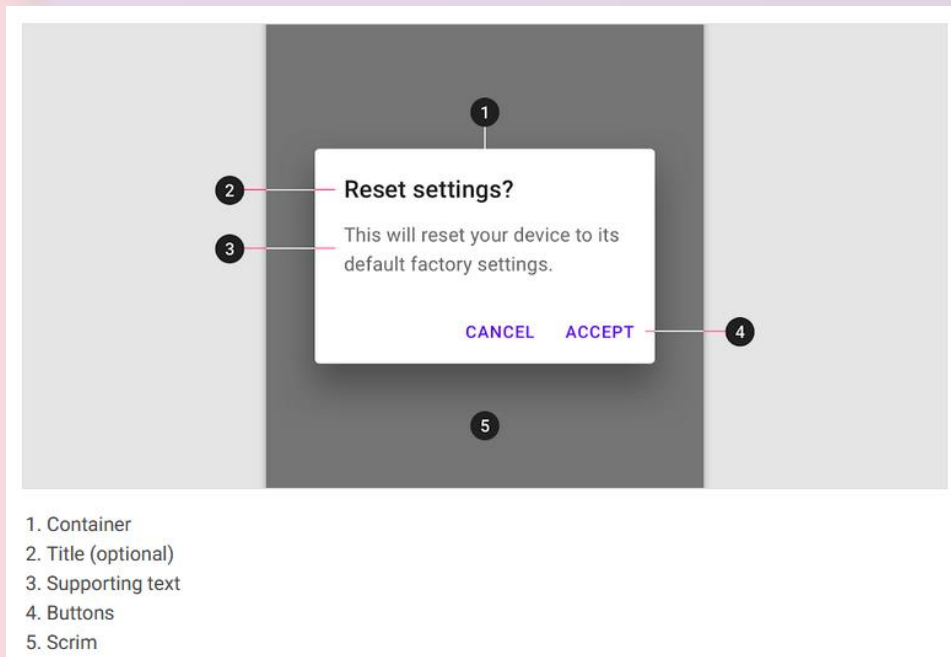 1
2
Reset settings?
3
This will reset your device to its
default factory settings.
CANCEL ACCEPT
4
5
1. Container
2. Title (optional)
3. Supporting text
4. Buttons
5. Scrim